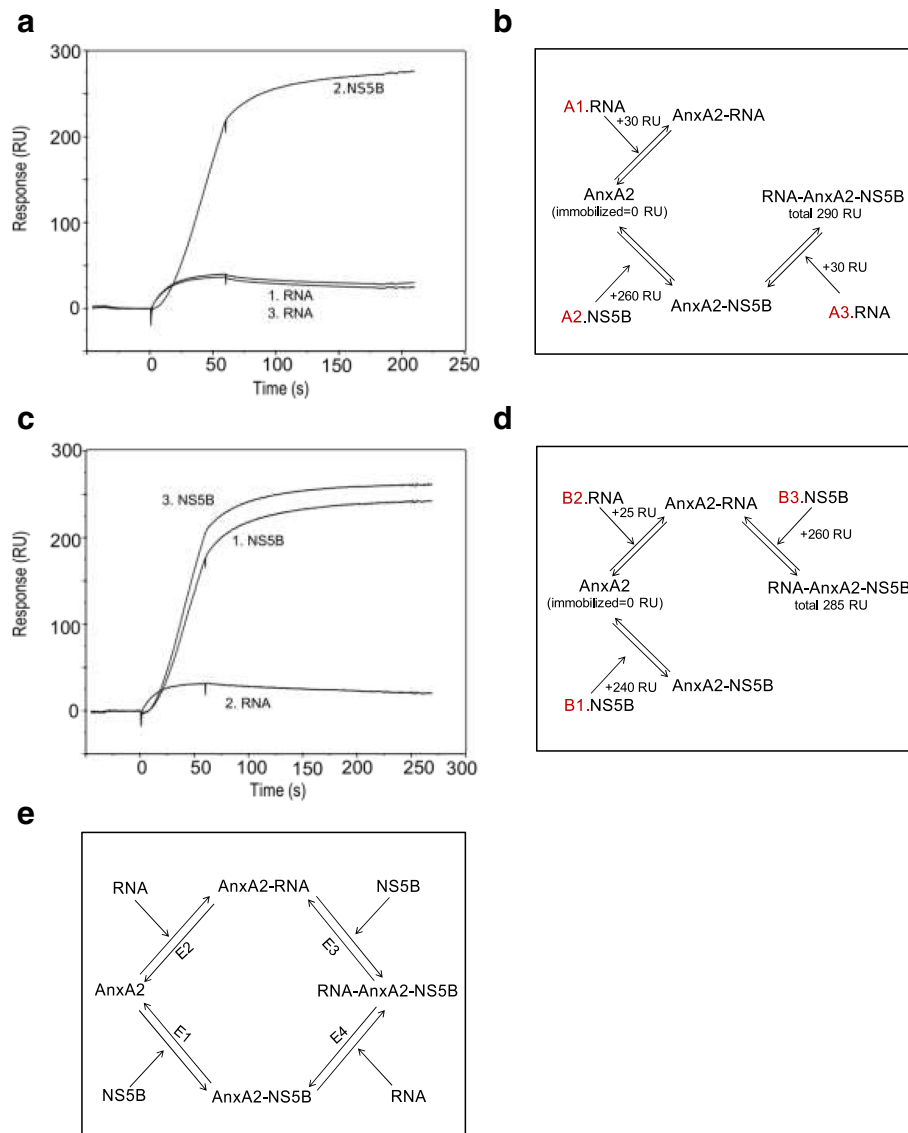 a
300
250
200
150
100
50
0
Response (RU)
2.NS5B
1. RNA
3. RNA
0 50 100 150 200 250
Time (s)
b
A1.RNA
+30 RU
AnxA2-RNA
AnxA2
(immobilized=0 RU)
RNA-AnxA2-NS5B
total 290 RU
+30 RU
+260 RU
A2.NS5B
AnxA2-NS5B
A3.RNA
c
300
200
100
0
Response (RU)
3. NS5B
1. NS5B
2. RNA
0 50 100 150 200 250 300
Time (s)
d
B2.RNA
+25 RU
AnxA2-RNA
B3.NS5B
+260 RU
AnxA2
(immobilized=0 RU)
RNA-AnxA2-NS5B
total 285 RU
+240 RU
AnxA2-NS5B
B1.NS5B
e
RNA
AnxA2-RNA
NS5B
E2
E3
AnxA2
RNA-AnxA2-NS5B
E1
E4
NS5B
AnxA2-NS5B
RNA